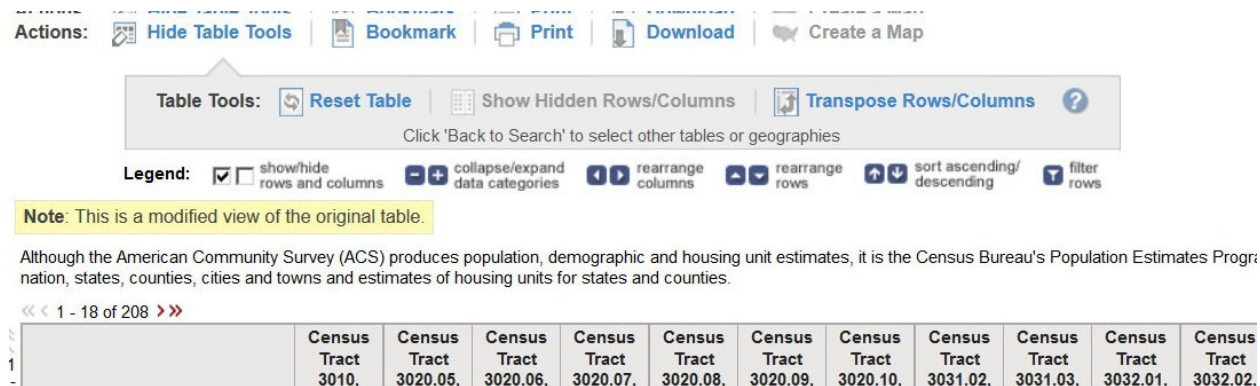 Actions: Hide Table Tools Bookmark Print Download Create a Map
Table Tools: Reset Table Show Hidden Rows/Columns Transpose Rows/Columns ?
Click 'Back to Search' to select other tables or geographies
Legend: show/hide rows and columns collapse/expand data categories rearrange columns rearrange rows sort ascending/ descending filter rows
Note: This is a modified view of the original table.
Although the American Community Survey (ACS) produces population, demographic and housing unit estimates, it is the Census Bureau's Population Estimates Progra
nation, states, counties, cities and towns and estimates of housing units for states and counties.
1 - 18 of 208
Census Census Census Census Census Census Census Census Census Census Census
Tract Tract Tract Tract Tract Tract Tract Tract Tract Tract Tract
3010, 3020.05, 3020.06, 3020.07, 3020.08, 3020.09, 3020.10, 3031.02, 3031.03, 3032.01, 3032.02